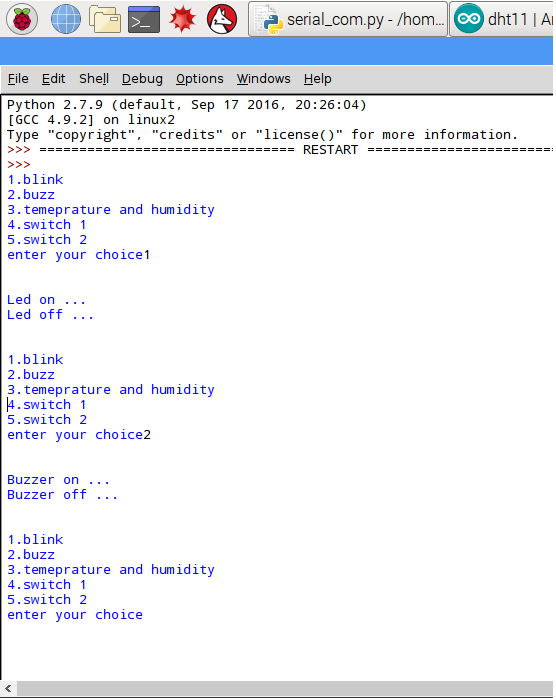 serial_com.py - /hom...
dht11 | A
File Edit Shell Debug Options Windows Help
Python 2.7.9 (default, Sep 17 2016, 20:26:04)
[GCC 4.9.2] on linux2
Type "copyright", "credits" or "license()" for more information.
>>> ================================ RESTART ========================
>>>
1.blink
2.buzz
3.temeprature and humidity
4.switch 1
5.switch 2
enter your choice1
Led on ...
Led off ...
1.blink
2.buzz
3.temeprature and humidity
4.switch 1
5.switch 2
enter your choice2
Buzzer on ...
Buzzer off ...
1.blink
2.buzz
3.temeprature and humidity
4.switch 1
5.switch 2
enter your choice